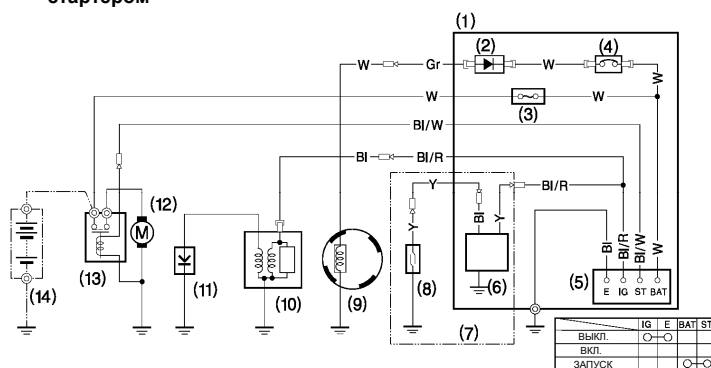 стартером
(1)
(2)
(4)
W
Gr
W
W
W
W
(3)
Bl/W
Bl
Bl/R
Y
Bl/R
(12)
M
Y
Bl
Y
Bl
Bl/R
Bl/W
W
(5)
E IG ST BAT
(13)
(14)
(11)
(10)
(9)
(8)
(6)
(7)
IG E BAT ST
ВЫКЛ.
ВКЛ.
ЗАПУСК